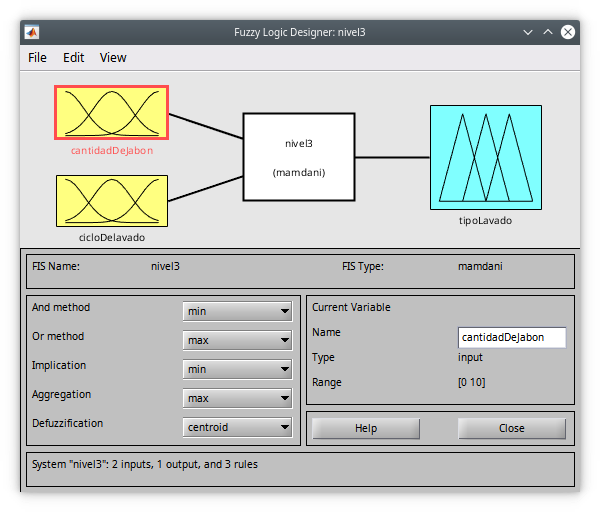 Fuzzy Logic Designer: nivel3
File Edit View
cantidadDeJabon
cicloDelavado
nivel3
(mamdani)
tipoLavado
FIS Name: nivel3 FIS Type: mamdani
And method min
Or method max
Implication min
Aggregation max
Defuzzification centroid
Current Variable
Name cantidadDeJabon
Type input
Range [0 10]
Help Close
System "nivel3": 2 inputs, 1 output, and 3 rules